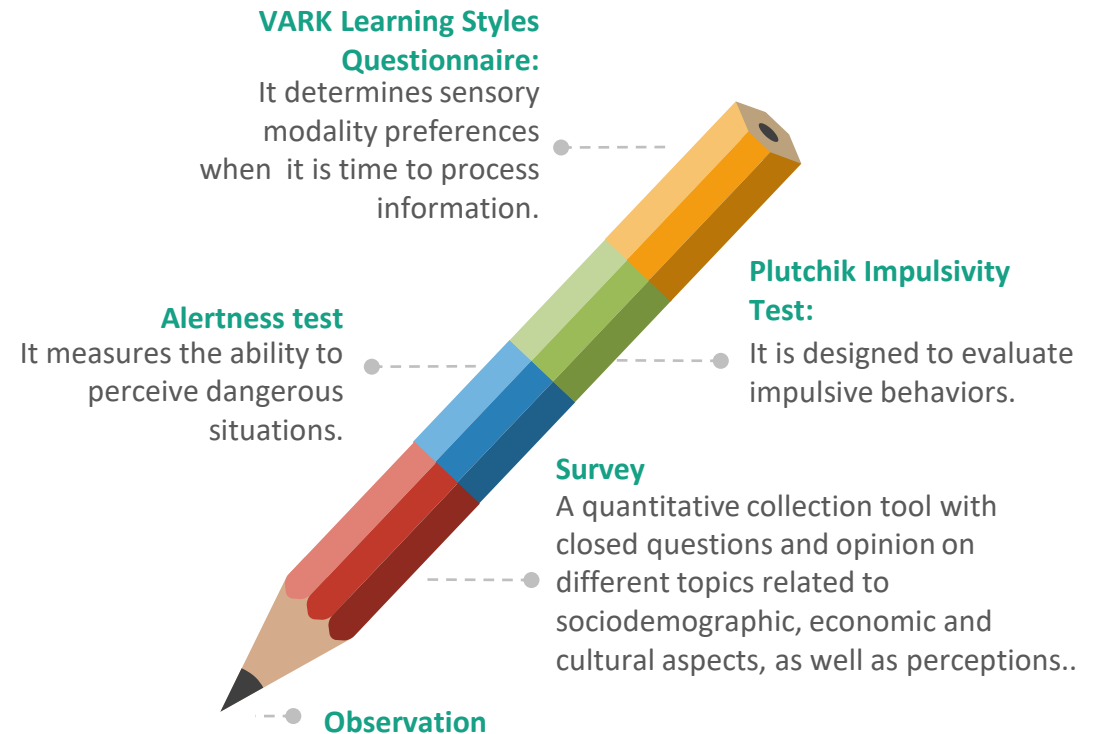 VARK Learning Styles
Questionnaire:
It determines sensory
modality preferences
when it is time to process
information.
Plutchik Impulsivity
Test:
It is designed to evaluate
impulsive behaviors.
Alertness test
It measures the ability to
perceive dangerous
situations.
Survey
A quantitative collection tool with
closed questions and opinion on
different topics related to
sociodemographic, economic and
cultural aspects, as well as perceptions..
Observation